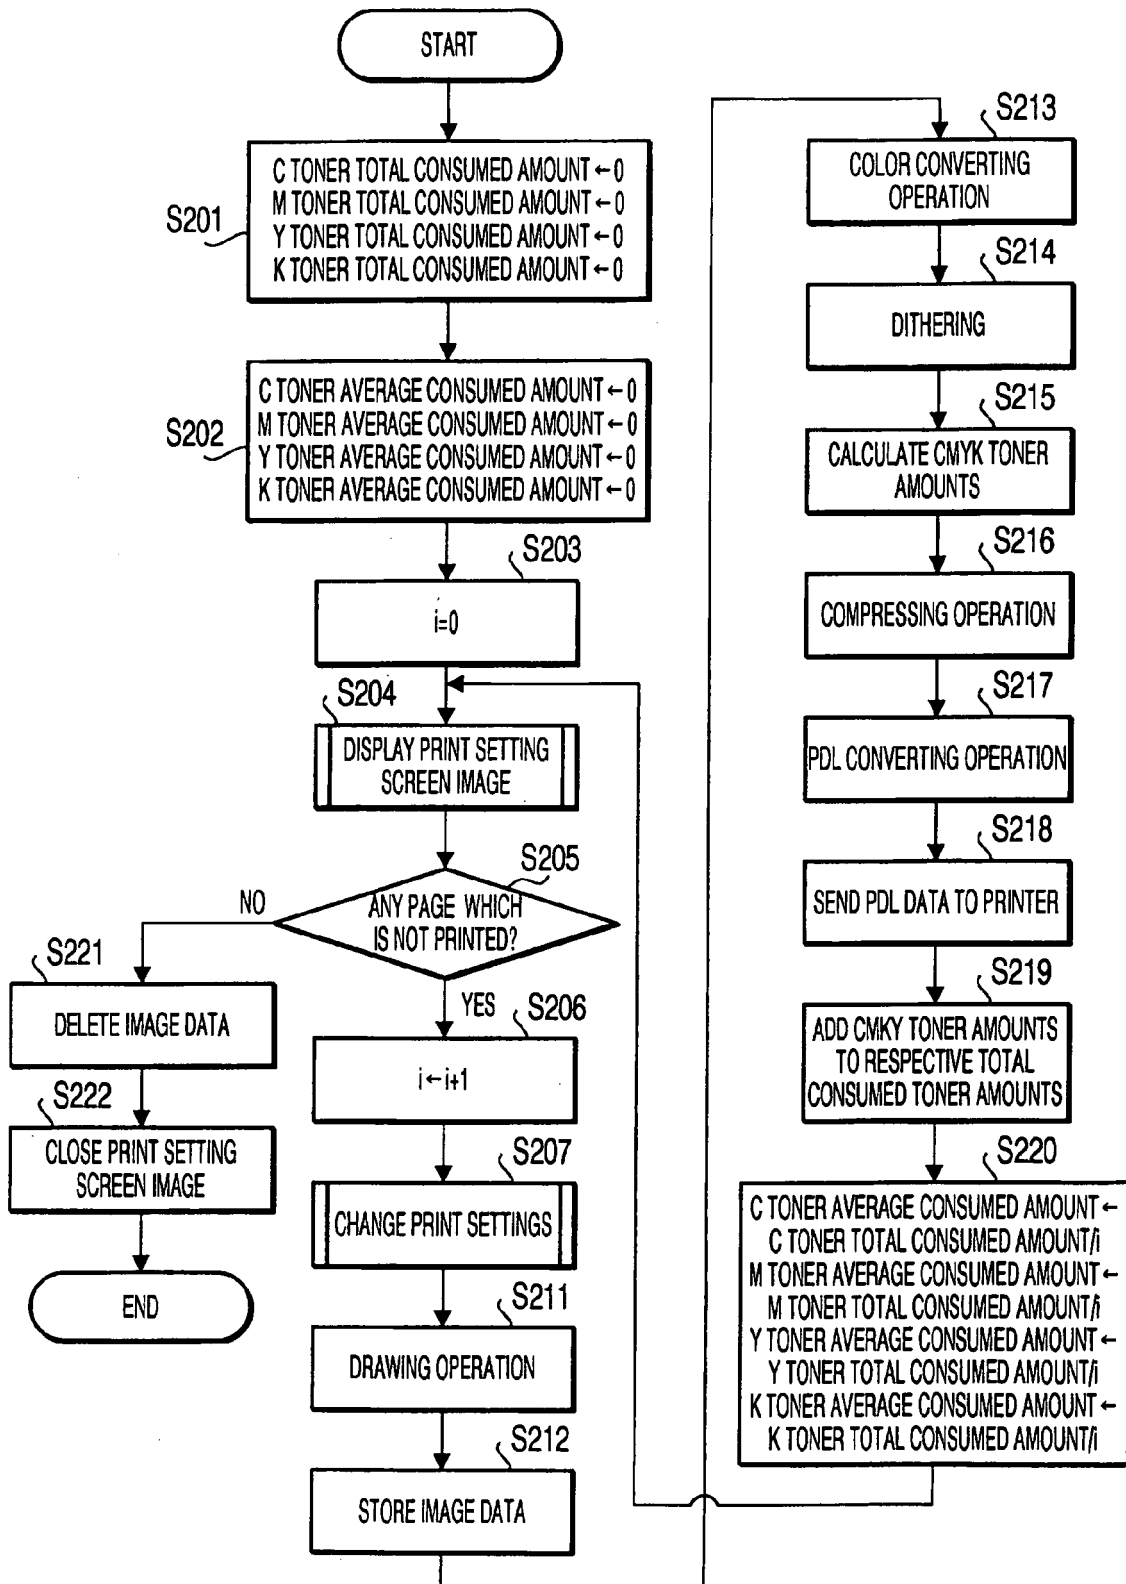 START
S201
C TONER TOTAL CONSUMED AMOUNT←0
M TONER TOTAL CONSUMED AMOUNT←0
Y TONER TOTAL CONSUMED AMOUNT←0
K TONER TOTAL CONSUMED AMOUNT←0
S202
C TONER AVERAGE CONSUMED AMOUNT←0
M TONER AVERAGE CONSUMED AMOUNT←0
Y TONER AVERAGE CONSUMED AMOUNT←0
K TONER AVERAGE CONSUMED AMOUNT←0
S203
i=0
S204
DISPLAY PRINT SETTING
SCREEN IMAGE
S205
ANY PAGE WHICH
IS NOT PRINTED?
NO
YES
S221
DELETE IMAGE DATA
S222
CLOSE PRINT SETTING
SCREEN IMAGE
END
S206
i←i+1
S207
CHANGE PRINT SETTINGS
S211
DRAWING OPERATION
S212
STORE IMAGE DATA
S213
COLOR CONVERTING
OPERATION
S214
DITHERING
S215
CALCULATE CMYK TONER
AMOUNTS
S216
COMPRESSING OPERATION
S217
PDL CONVERTING OPERATION
S218
SEND PDL DATA TO PRINTER
S219
ADD CMKY TONER AMOUNTS
TO RESPECTIVE TOTAL
CONSUMED TONER AMOUNTS
S220
C TONER AVERAGE CONSUMED AMOUNT←
C TONER TOTAL CONSUMED AMOUNT/i
M TONER AVERAGE CONSUMED AMOUNT←
M TONER TOTAL CONSUMED AMOUNT/i
Y TONER AVERAGE CONSUMED AMOUNT←
Y TONER TOTAL CONSUMED AMOUNT/i
K TONER AVERAGE CONSUMED AMOUNT←
K TONER TOTAL CONSUMED AMOUNT/i